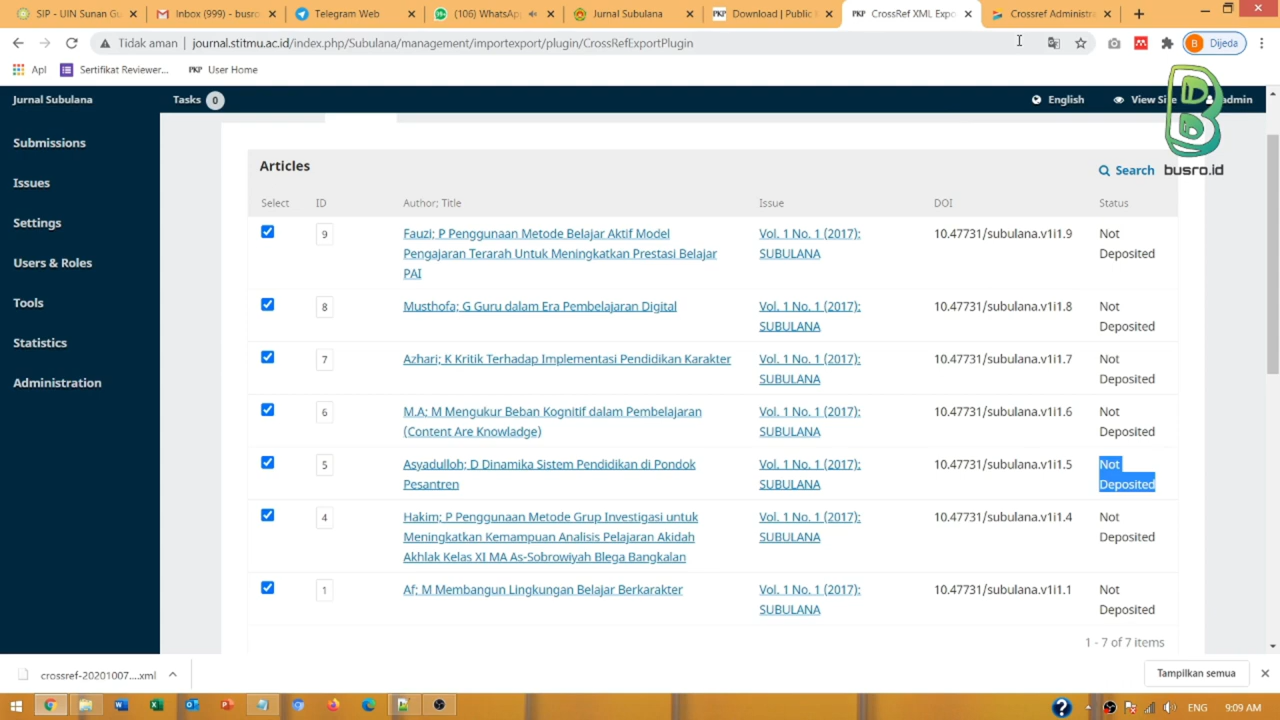 SIP - UIN Sunan Gu
Inbox (999) - busro
Telegram Web
(106) WhatsAp
Jurnal Subulana
PKP Download | Public
PKP CrossRef XML Expo
Crossref Administra
Tidak aman | journal.stitmu.ac.id/index.php/Subulana/management/importexport/plugin/CrossRefExportPlugin
B Dijeda
Apl
Sertifikat Reviewer...
PKP User Home
Jurnal Subulana
Tasks 0
English
View Site
admin
busro.id
Submissions
Issues
Settings
Users & Roles
Tools
Statistics
Administration
Articles
Search
Select ID Author; Title Issue DOI Status
9 Fauzi; P Penggunaan Metode Belajar Aktif Model Vol. 1 No. 1 (2017): 10.47731/subulana.v1i1.9 Not
Pengajaran Terarah Untuk Meningkatkan Prestasi Belajar SUBULANA Deposited
PAI
8 Musthofa; G Guru dalam Era Pembelajaran Digital Vol. 1 No. 1 (2017): 10.47731/subulana.v1i1.8 Not
SUBULANA Deposited
7 Azhari; K Kritik Terhadap Implementasi Pendidikan Karakter Vol. 1 No. 1 (2017): 10.47731/subulana.v1i1.7 Not
SUBULANA Deposited
6 M.A; M Mengukur Beban Kognitif dalam Pembelajaran Vol. 1 No. 1 (2017): 10.47731/subulana.v1i1.6 Not
(Content Are Knowladge) SUBULANA Deposited
5 Asyadulloh; D Dinamika Sistem Pendidikan di Pondok Vol. 1 No. 1 (2017): 10.47731/subulana.v1i1.5 Not
Pesantren SUBULANA Deposited
4 Hakim; P Penggunaan Metode Grup Investigasi untuk Vol. 1 No. 1 (2017): 10.47731/subulana.v1i1.4 Not
Meningkatkan Kemampuan Analisis Pelajaran Akidah SUBULANA Deposited
Akhlak Kelas XI MA As-Sobrowiyah Blega Bangkalan
1 Af; M Membangun Lingkungan Belajar Berkarakter Vol. 1 No. 1 (2017): 10.47731/subulana.v1i1.1 Not
SUBULANA Deposited
1 - 7 of 7 items
crossref-20201007....xml
Tampilkan semua
ENG 9:09 AM